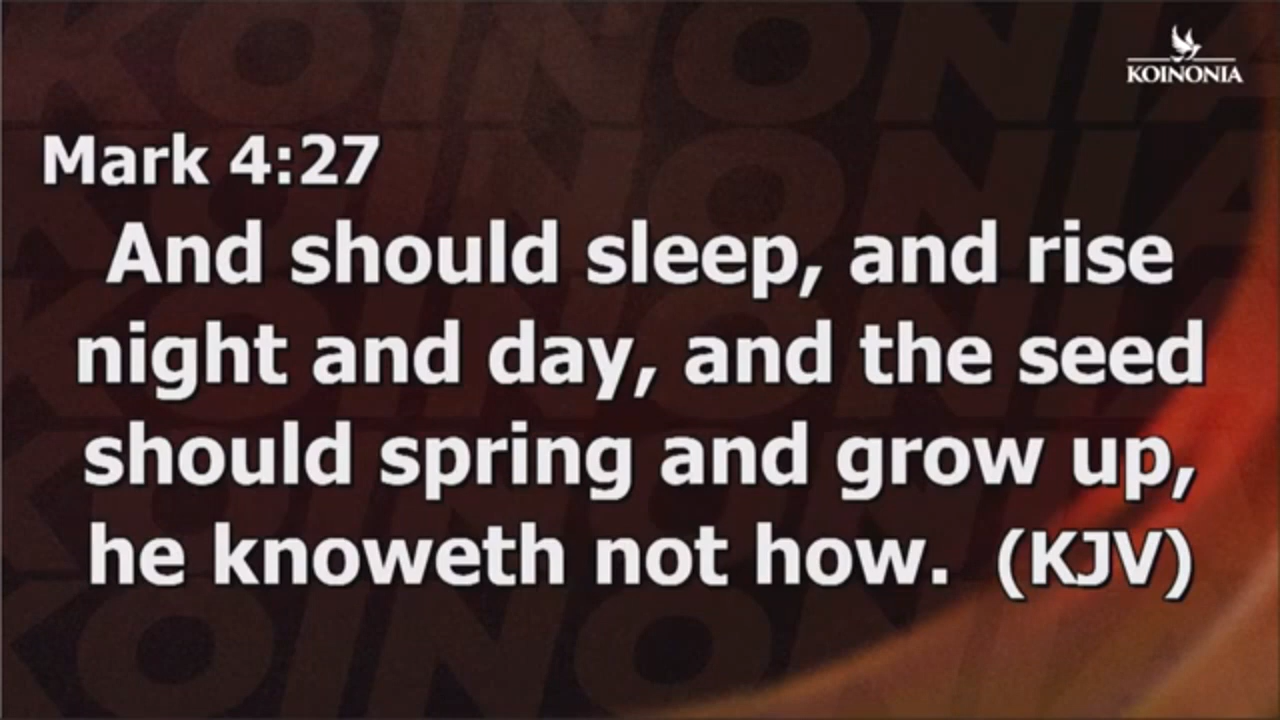 KOINONIA
Mark 4:27
And should sleep, and rise
night and day, and the seed
should spring and grow up,
he knoweth not how.  (KJV)